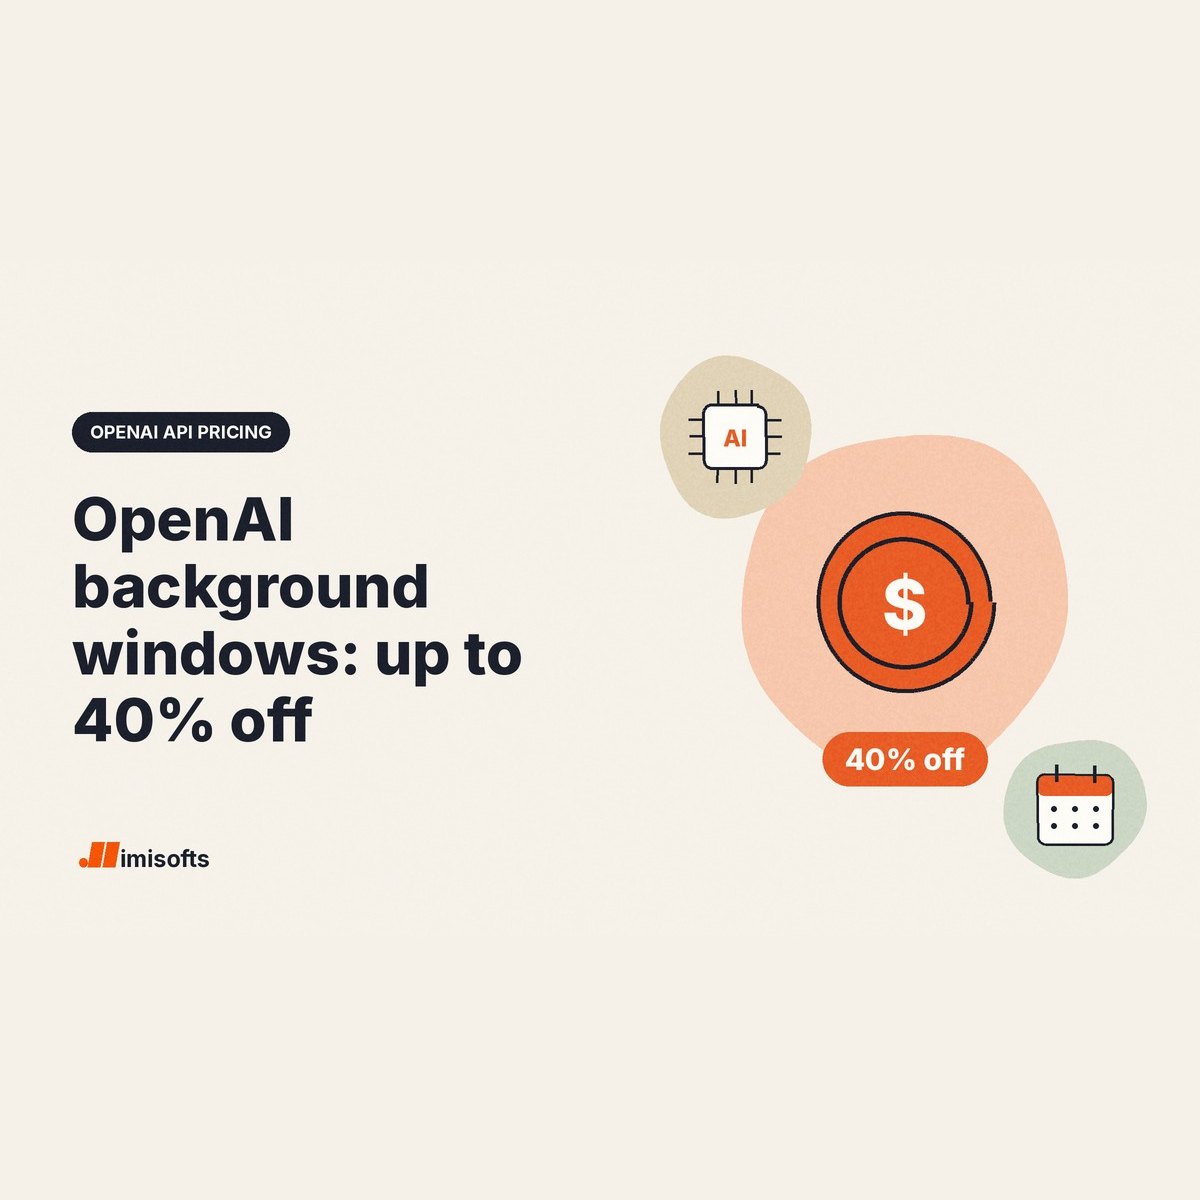 OPENAI API PRICING
OpenAI
background
windows: up to
40% off
imisofts
AI
$
40% off